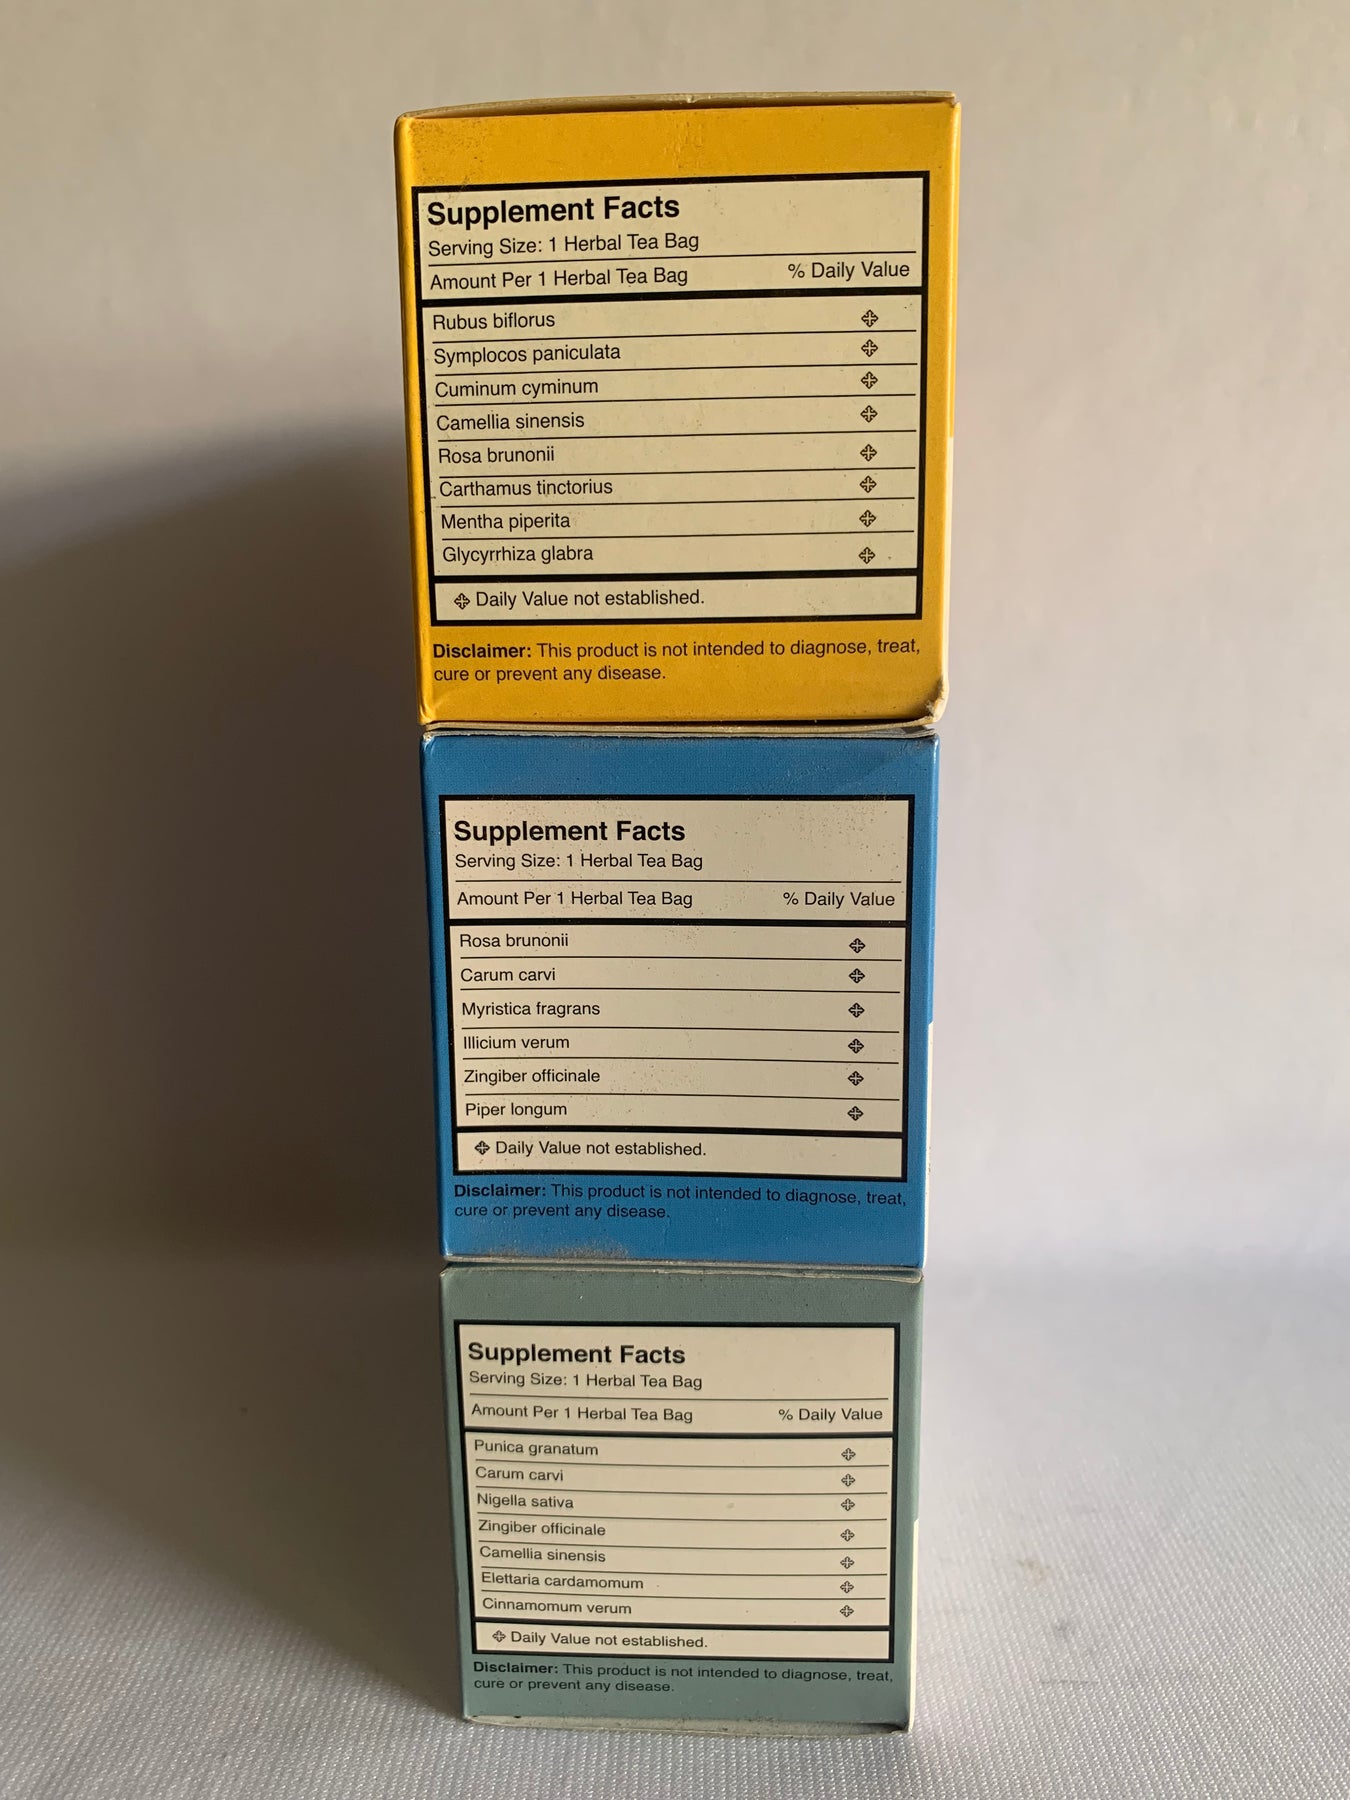 Supplement Facts
Serving Size: 1 Herbal Tea Bag
Amount Per 1 Herbal Tea Bag % Daily Value
Rubus biflorus
Symplocos paniculata
Cuminum cyminum
Camellia sinensis
Rosa brunonii
Carthamus tinctorius
Mentha piperita
Glycyrrhiza glabra
Daily Value not established.
Disclaimer: This product is not intended to diagnose, treat,
cure or prevent any disease.
Supplement Facts
Serving Size: 1 Herbal Tea Bag
Amount Per 1 Herbal Tea Bag % Daily Value
Rosa brunonii
Carum carvi
Myristica fragrans
Illicium verum
Zingiber officinale
Piper longum
Daily Value not established.
Disclaimer: This product is not intended to diagnose, treat,
cure or prevent any disease.
Supplement Facts
Serving Size: 1 Herbal Tea Bag
Amount Per 1 Herbal Tea Bag % Daily Value
Punica granatum
Carum carvi
Nigella sativa
Zingiber officinale
Camellia sinensis
Elettaria cardamomum
Cinnamomum verum
Daily Value not established.
Disclaimer: This product is not intended to diagnose, treat,
cure or prevent any disease.